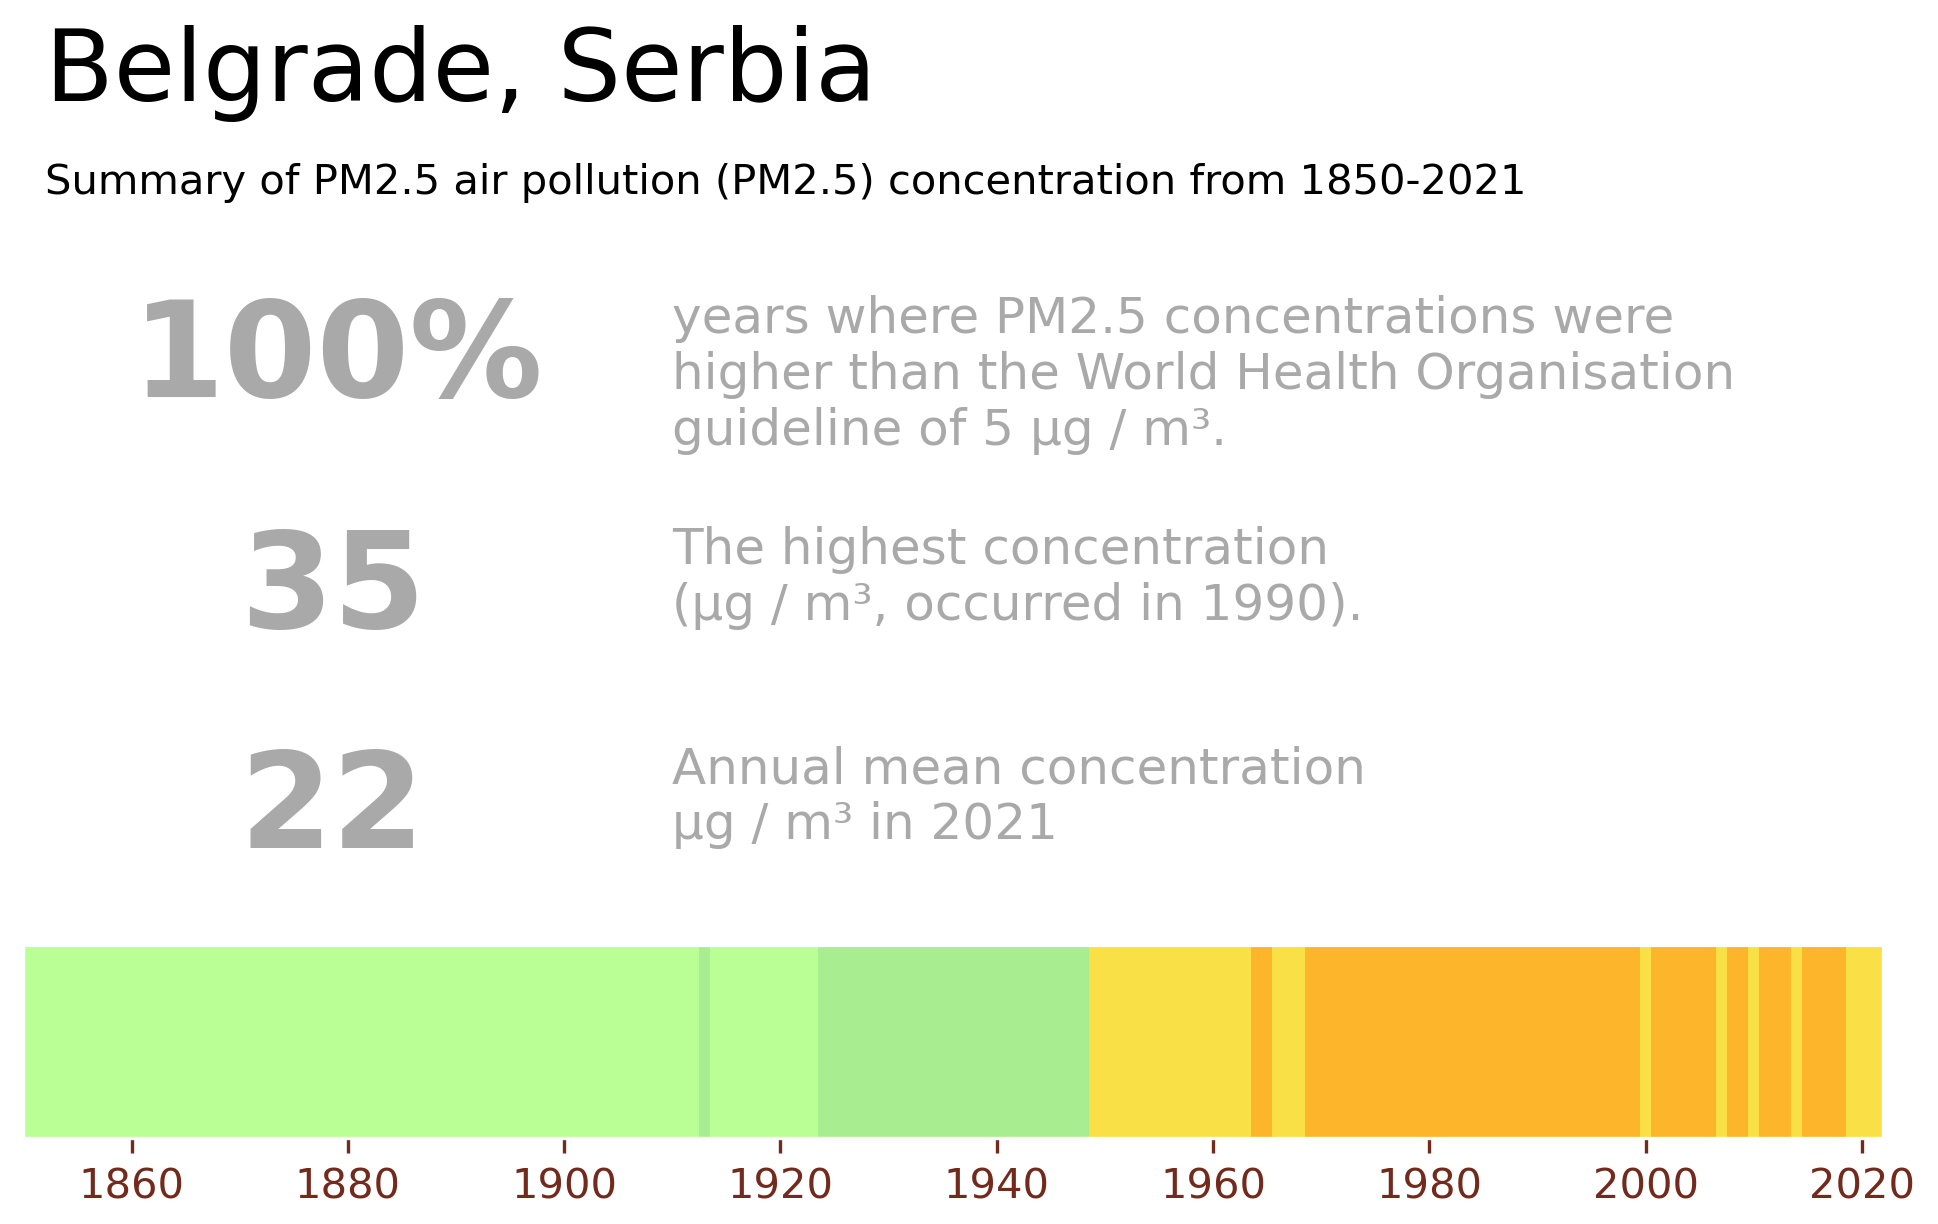 Belgrade, Serbia
Summary of PM2.5 air pollution (PM2.5) concentration from 1850-2021
100%
years where PM2.5 concentrations were
higher than the World Health Organisation
guideline of 5 µg / m³.
35
The highest concentration
(µg / m³, occurred in 1990).
22
Annual mean concentration
µg / m³ in 2021
1860 1880 1900 1920 1940 1960 1980 2000 2020